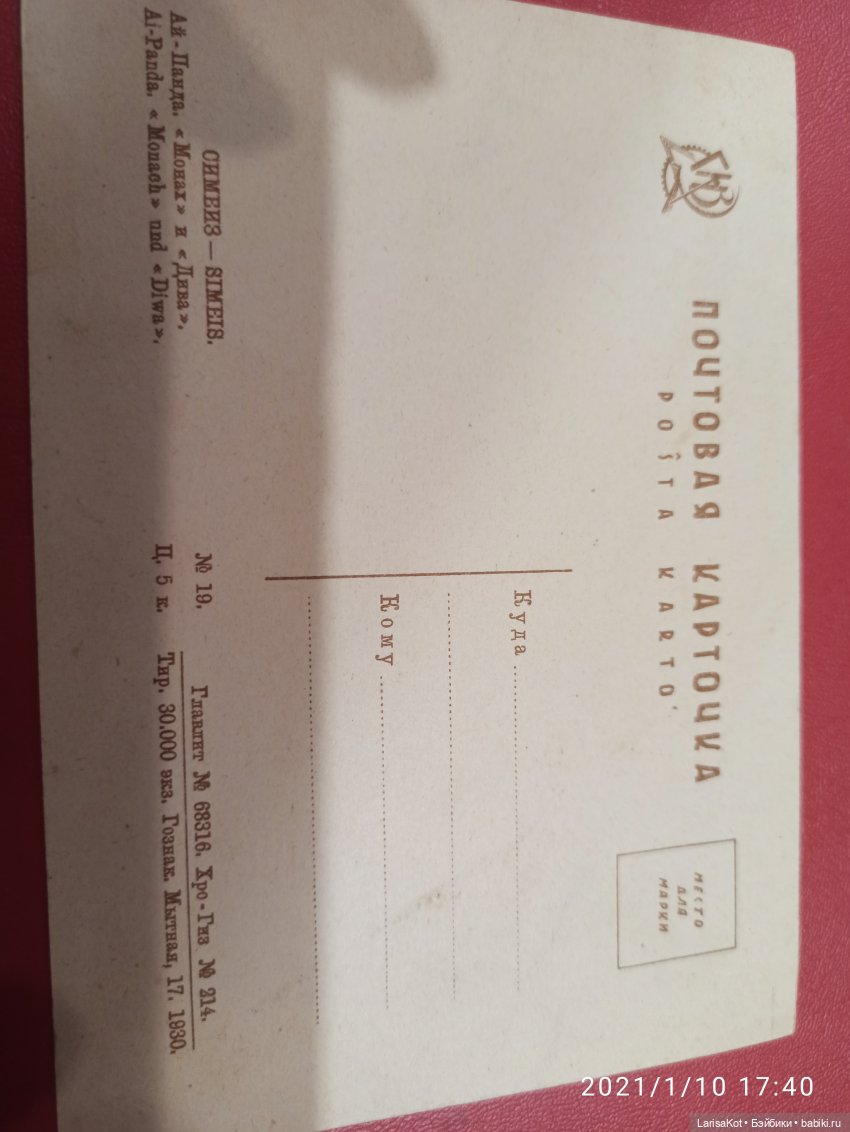 ПОЧТОВАЯ КАРТОЧКА
POŜTA KARTO
МЕСТО
ДЛЯ
МАРКИ
Куда
Кому
СИМЕИЗ — SIMEIS.
Ай-Панда. «Монах» и «Дива».
Ai-Panda. «Monach» und «Diwa».
№ 19.
Ц. 5 к.
Главлит № 68316. Хро-Гиз № 214.
Тир. 30.000 экз. Гознак. Мытная, 17. 1930.
2021/1/10 17:40
LarisaKot • Бэйбики • babiki.ru